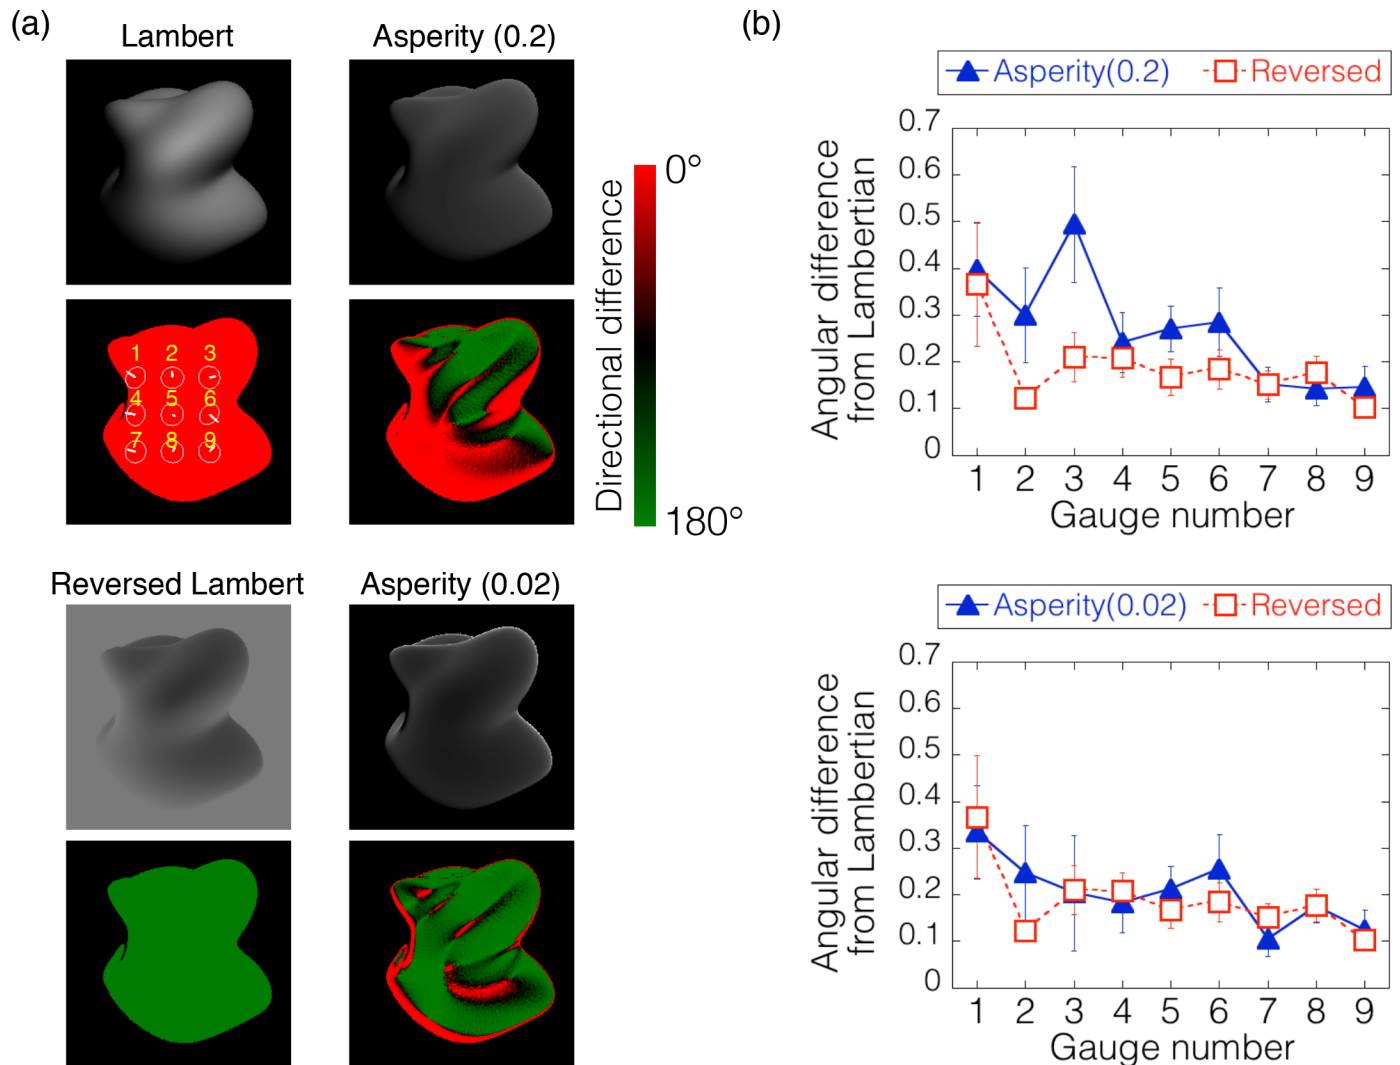 (a)
Lambert
Asperity (0.2)
1 2 3
4 5 6
7 8 9
Directional difference
0°
180°
Reversed Lambert
Asperity (0.02)
(b)
Asperity(0.2) Reversed
Angular difference
from Lambertian
0.7
0.6
0.5
0.4
0.3
0.2
0.1
0
1 2 3 4 5 6 7 8 9
Gauge number
Asperity(0.02) Reversed
Angular difference
from Lambertian
0.7
0.6
0.5
0.4
0.3
0.2
0.1
0
1 2 3 4 5 6 7 8 9
Gauge number